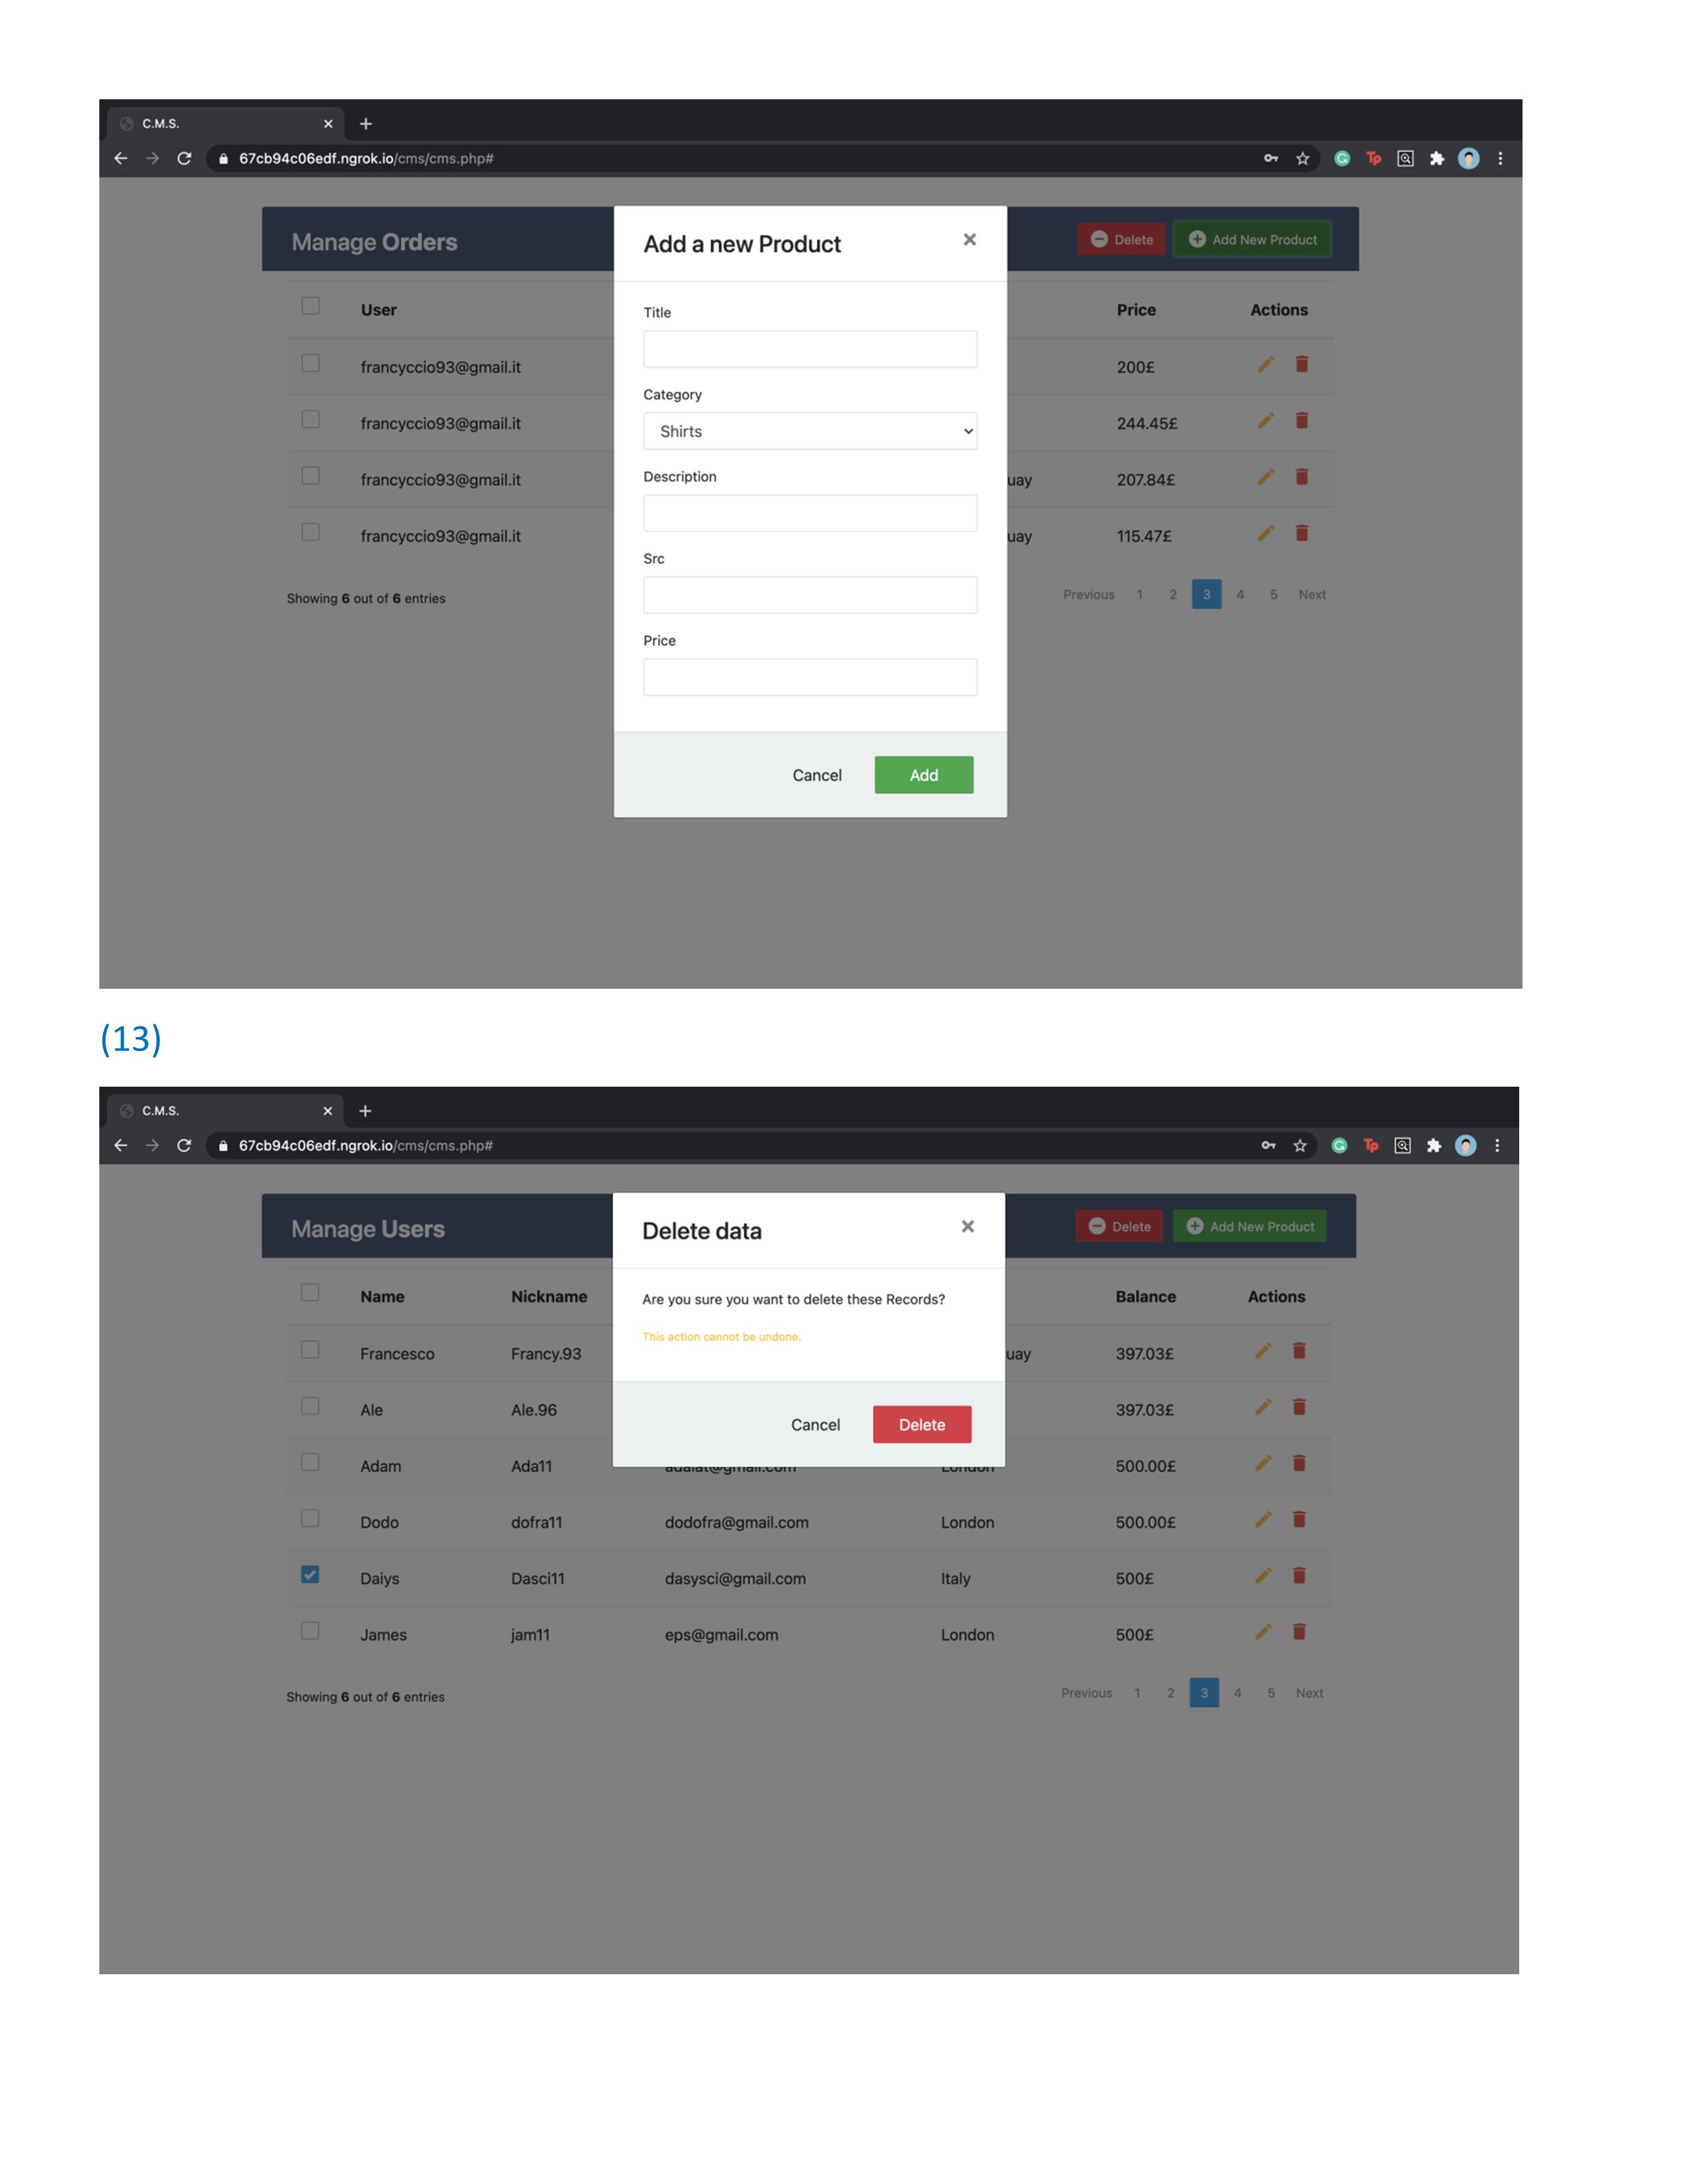 C.M.S.
67cb94c06edf.ngrok.io/cms/cms.php#
Manage Orders
Delete
Add New Product
User
Price
Actions
francyccio93@gmail.it
200£
francyccio93@gmail.it
244.45£
francyccio93@gmail.it
uay
207.84£
francyccio93@gmail.it
uay
115.47£
Showing 6 out of 6 entries
Previous 1 2 3 4 5 Next
Add a new Product
Title
Category
Shirts
Description
Src
Price
Cancel
Add
(13)
C.M.S.
67cb94c06edf.ngrok.io/cms/cms.php#
Manage Users
Delete
Add New Product
Delete data
Are you sure you want to delete these Records?
This action cannot be undone.
Cancel
Delete
Name Nickname Balance Actions
Francesco Francy.93 uay 397.03£
Ale Ale.96 397.03£
Adam Ada11 London 500.00£
Dodo dofra11 dodofra@gmail.com London 500.00£
Daiys Dasci11 dasysci@gmail.com Italy 500£
James jam11 eps@gmail.com London 500£
Showing 6 out of 6 entries
Previous 1 2 3 4 5 Next